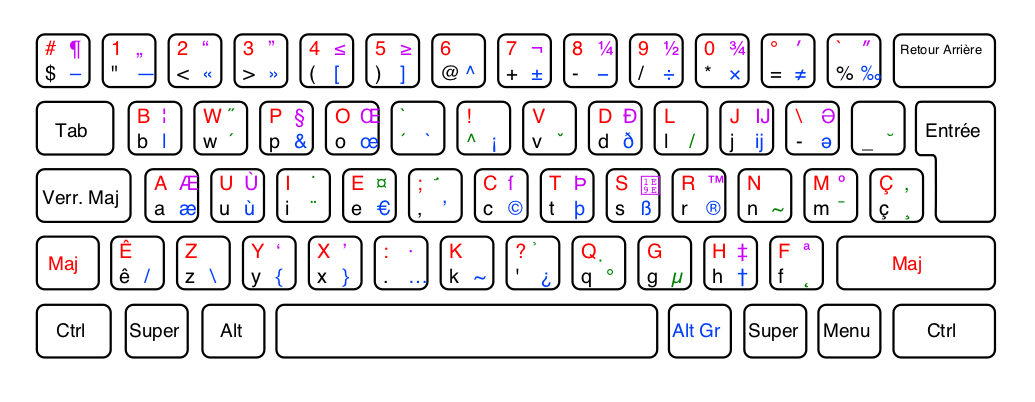 # ¶ 1 „ 2 “ 3 ” 4 ≤ 5 ≥ 6 7 ¬ 8 ¼ 9 ½ 0 ¾ ° ′ ` ″ Retour Arrière
$ – " — < « > » ( [ ) ] @ ^ + ± - − / ÷ * × = ≠ % ‰
Tab B ¦ W ˝ P § O Œ ` ! V D Ð L J IJ \ Ə Entrée
b | w ´ p & o œ ´ ` ^ ¡ v ˇ d ð l / j ij - ə _ ˘
Verr. Maj A Æ U Ù I ˙ E ¤ ; C ſ T Þ S R ™ N M º Ç ,
a æ u ù i ¨ e € , ’ c © t þ s ß r ® n ~ m ¯ ç ¸
Maj Ê Z Y ‘ X ’ : · K ? Q G H ‡ F ª Maj
ê / z \ y { x } . … k ~ ' ¿ q ° g µ h † f ˛
Ctrl Super Alt Alt Gr Super Menu Ctrl